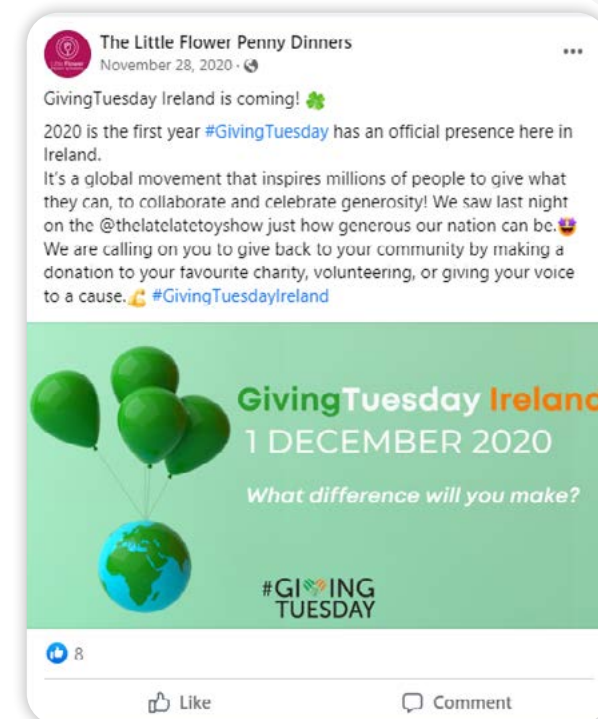 The Little Flower Penny Dinners
November 28, 2020 ·
GivingTuesday Ireland is coming! 🍀
2020 is the first year #GivingTuesday has an official presence here in
Ireland.
It's a global movement that inspires millions of people to give what
they can, to collaborate and celebrate generosity! We saw last night
on the @thelatelatetoyshow just how generous our nation can be.🤩
We are calling on you to give back to your community by making a
donation to your favourite charity, volunteering, or giving your voice
to a cause.💪 #GivingTuesdayIreland
GivingTuesday Ireland
1 DECEMBER 2020
What difference will you make?
#GIVING
TUESDAY
8
Like
Comment